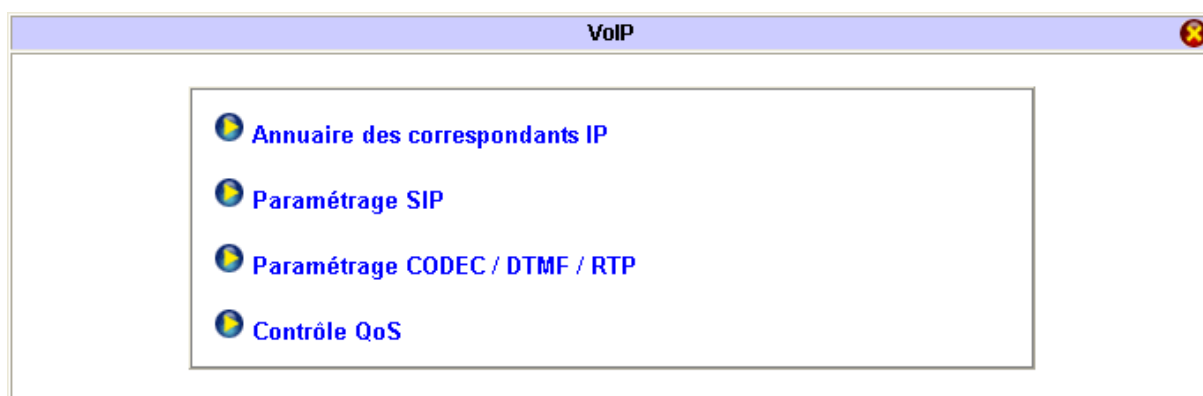 VoIP
Annuaire des correspondants IP
Paramétrage SIP
Paramétrage CODEC / DTMF / RTP
Contrôle QoS